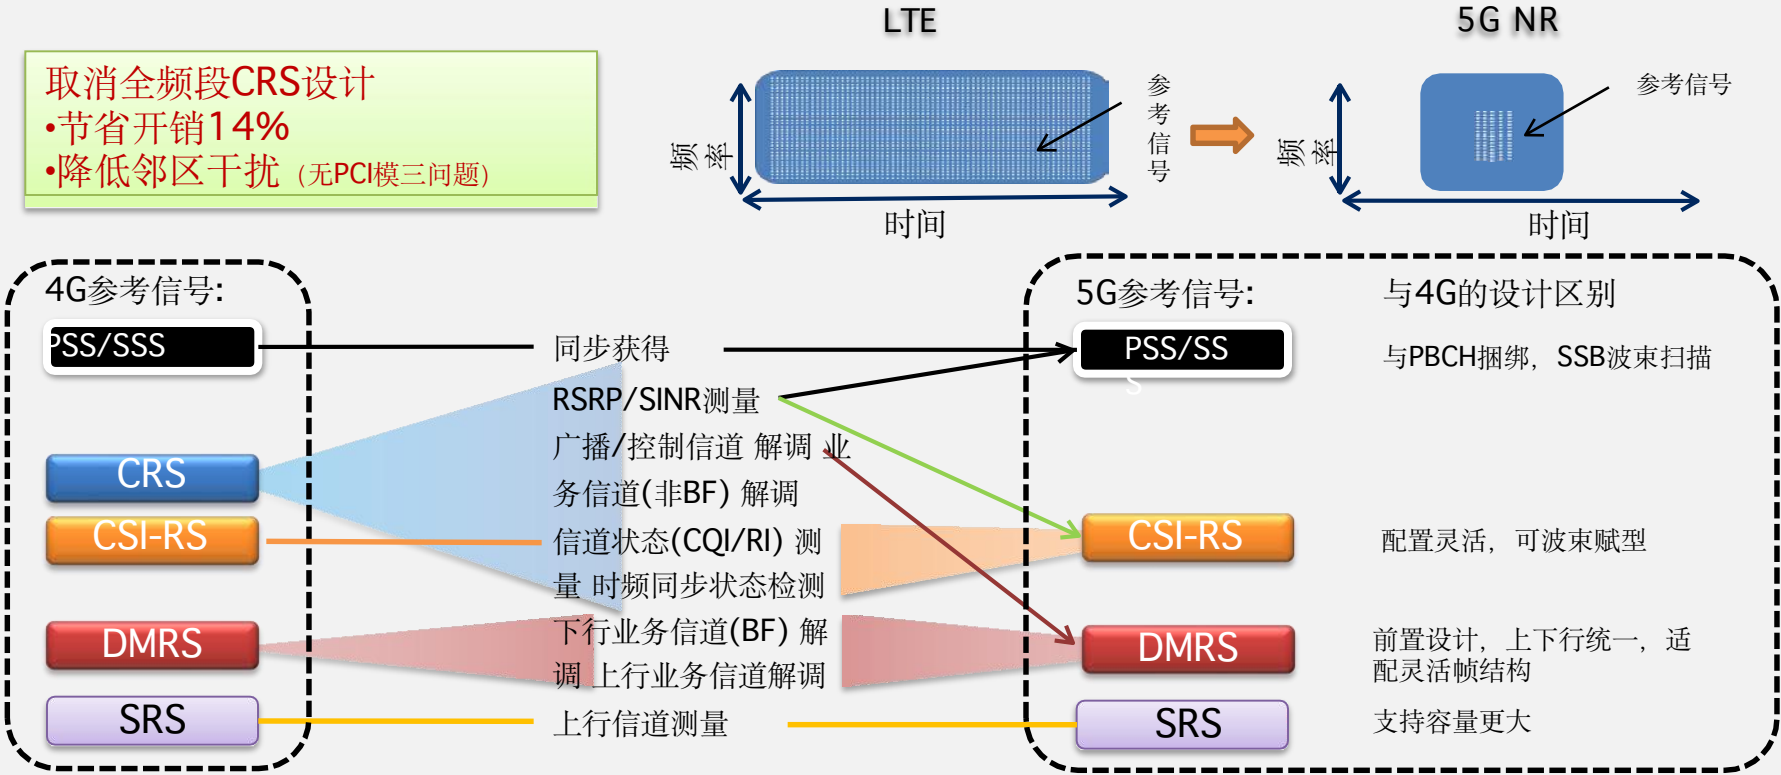 LTE
5G NR
取消全频段CRS设计
•节省开销14%
•降低邻区干扰（无PCI模三问题）
频率
时间
参考信号
频率
时间
参考信号
4G参考信号:
PSS/SSS
CRS
CSI-RS
DMRS
SRS
同步获得
RSRP/SINR测量
广播/控制信道 解调 业
务信道(非BF) 解调
信道状态(CQI/RI) 测
量 时频同步状态检测
下行业务信道(BF) 解
调 上行业务信道解调
上行信道测量
5G参考信号:
PSS/SS
S
CSI-RS
DMRS
SRS
与4G的设计区别
与PBCH捆绑，SSB波束扫描
配置灵活，可波束赋型
前置设计，上下行统一，适
配灵活帧结构
支持容量更大